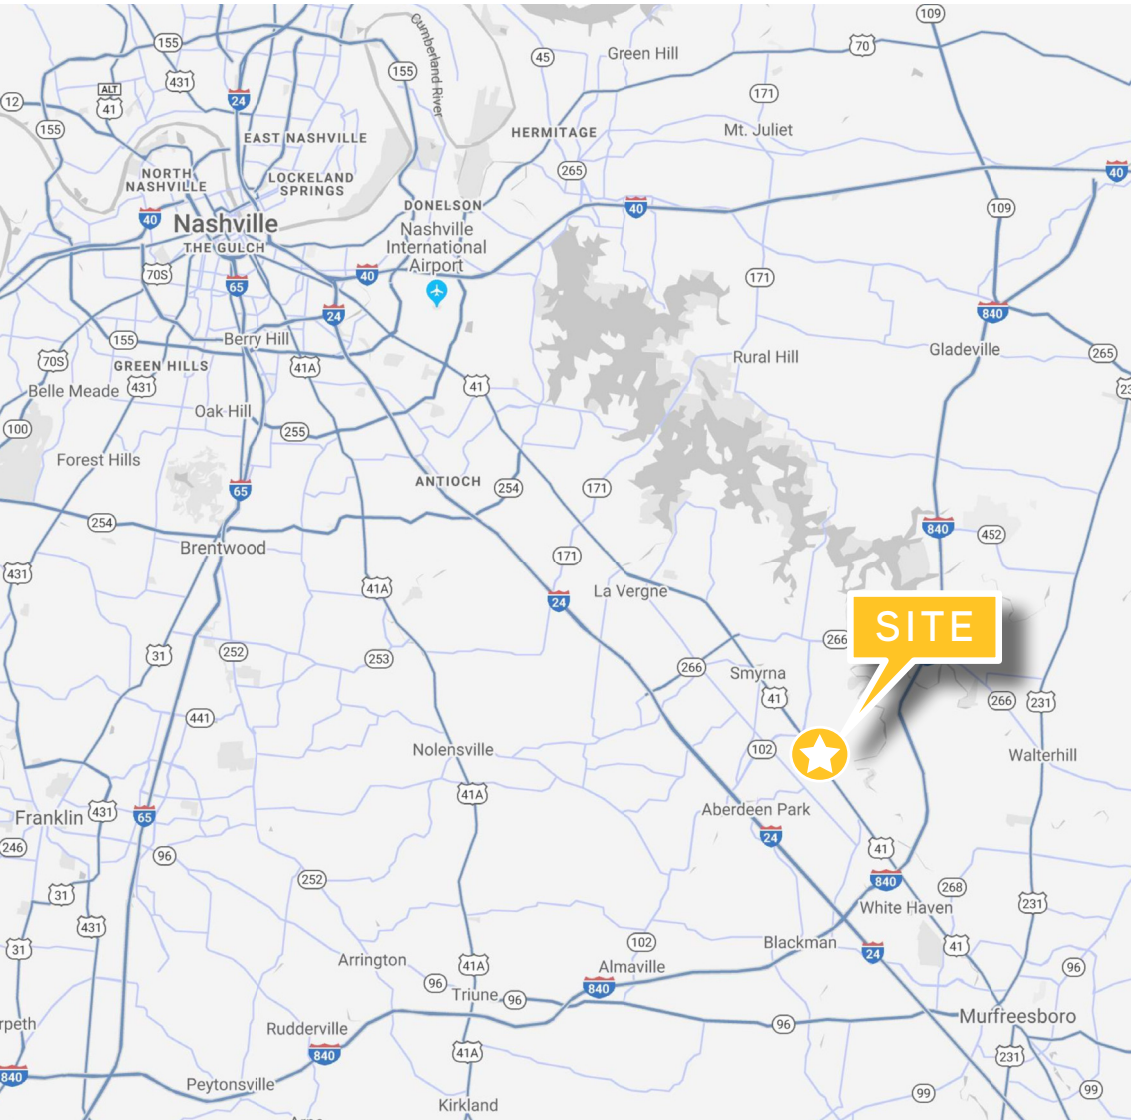 109
155
45
Green Hill
70
Cumberland River
155
431
ALT
41
24
12
171
155
EAST NASHVILLE
HERMITAGE
Mt. Juliet
NORTH
NASHVILLE
LOCKELAND
SPRINGS
265
40
40
DONELSON
40
109
Nashville
THE GULCH
Nashville
International
Airport
70S
65
40
171
24
840
155
Berry Hill
Gladeville
265
70S
GREEN HILLS
41A
Rural Hill
Belle Meade
431
41
23
Oak Hill
100
255
Forest Hills
65
ANTIOCH
254
171
254
840
452
Brentwood
171
431
41A
24
La Vergne
SITE
266
31
252
253
266
Smyrna
41
266
231
441
Nolensville
102
Walterhill
41A
Franklin
431
65
Aberdeen Park
24
246
96
41
252
840
268
31
White Haven
231
431
31
102
Blackman
24
41
Arrington
41A
Almaville
96
96
Triune
96
840
rpeth
Rudderville
96
Murfreesboro
840
41A
231
840
Peytonsville
99
99
Kirkland